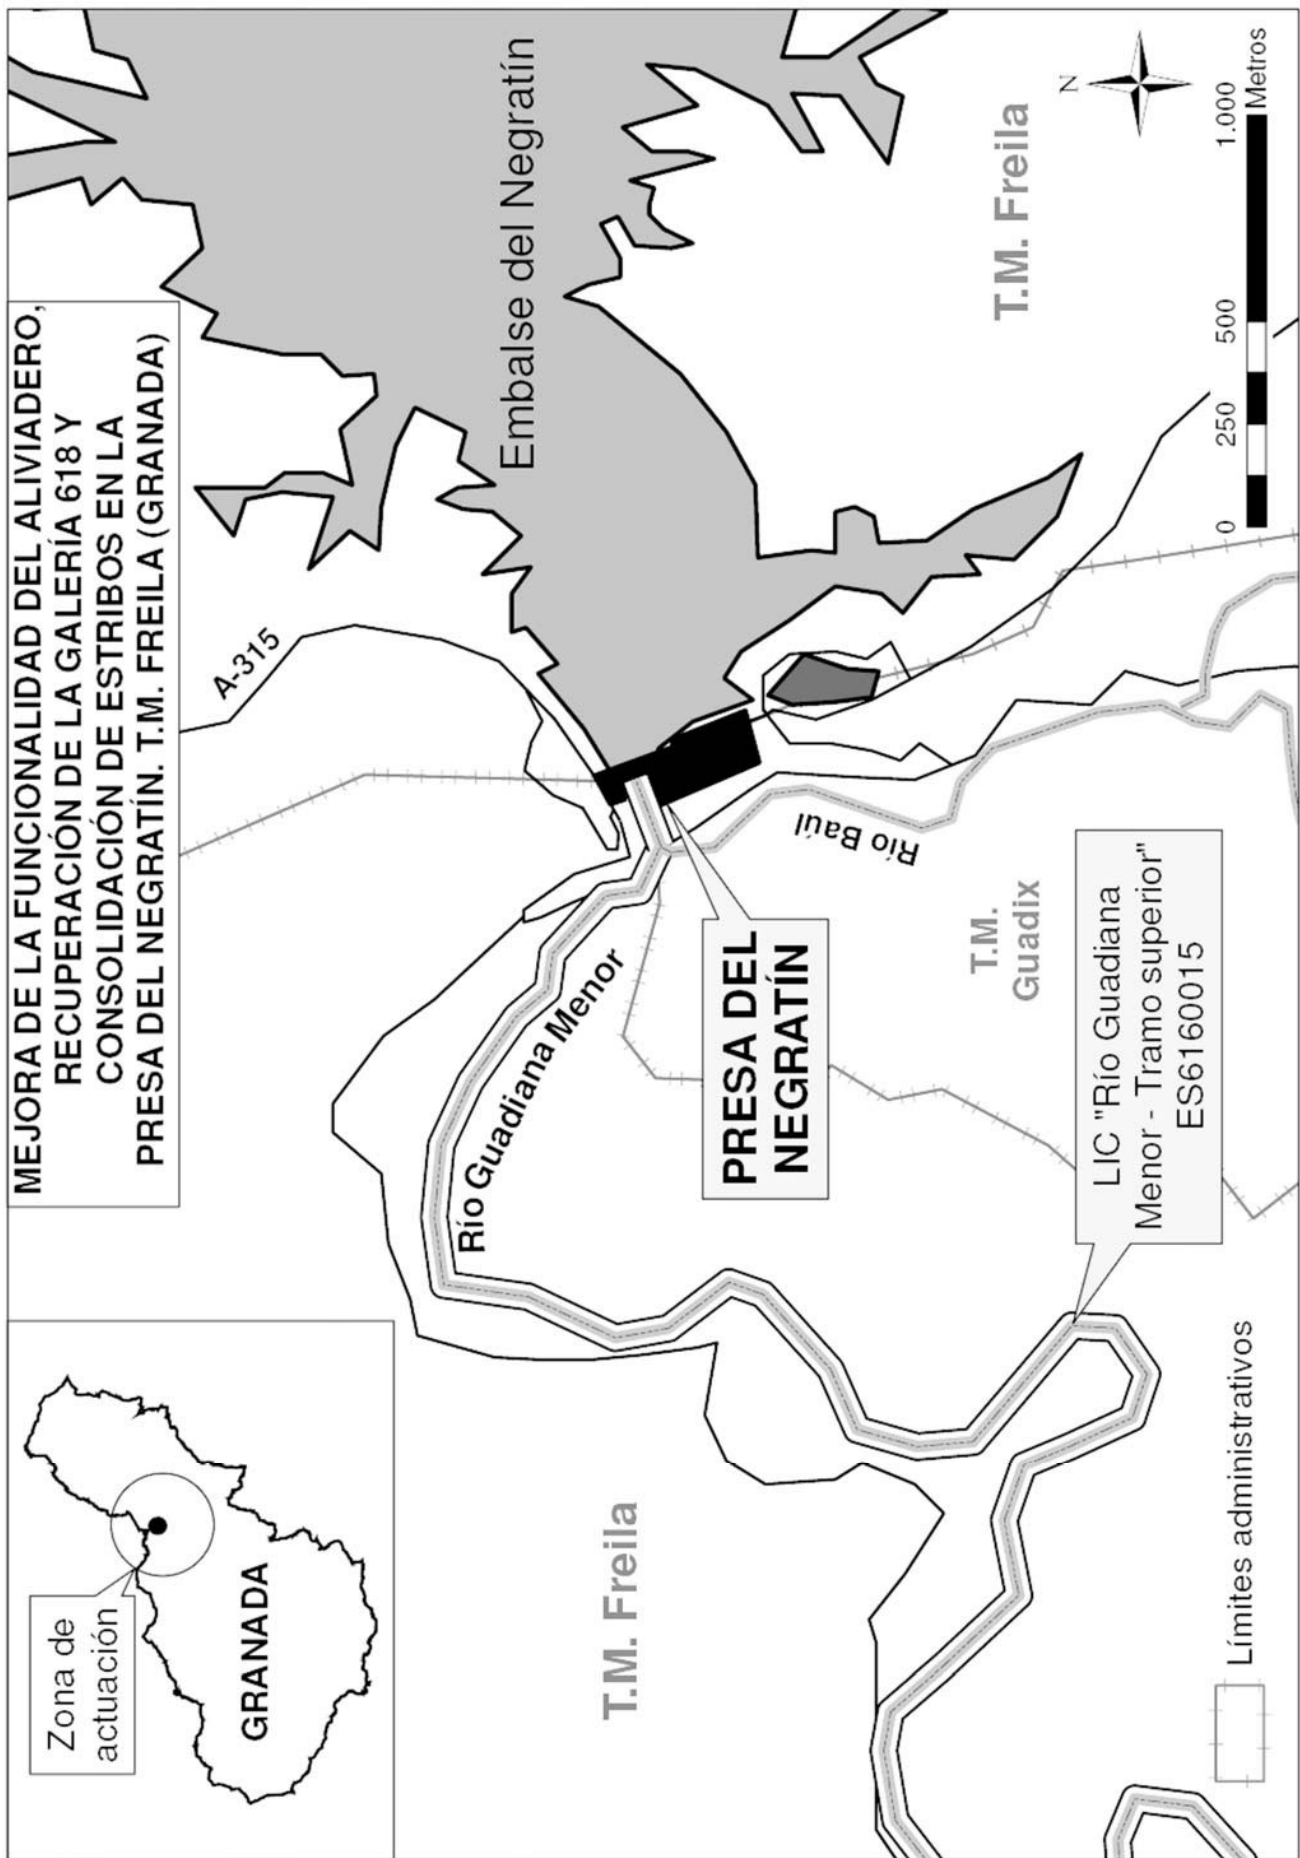 MEJORA DE LA FUNCIONALIDAD DEL ALIVIADERO,
RECUPERACIÓN DE LA GALERÍA 618 Y
CONSOLIDACIÓN DE ESTRIBOS EN LA
PRESA DEL NEGRATÍN. T.M. FREILA (GRANADA)
Zona de
actuación
GRANADA
A-315
Embalse del Negratín
Río Guadiana Menor
T.M. Freila
PRESA DEL
NEGRATÍN
Río Baúl
T.M.
Guadix
T.M. Freila
LIC "Río Guadiana
Menor - Tramo superior"
ES6160015
Límites administrativos
N
0 250 500 1.000
Metros